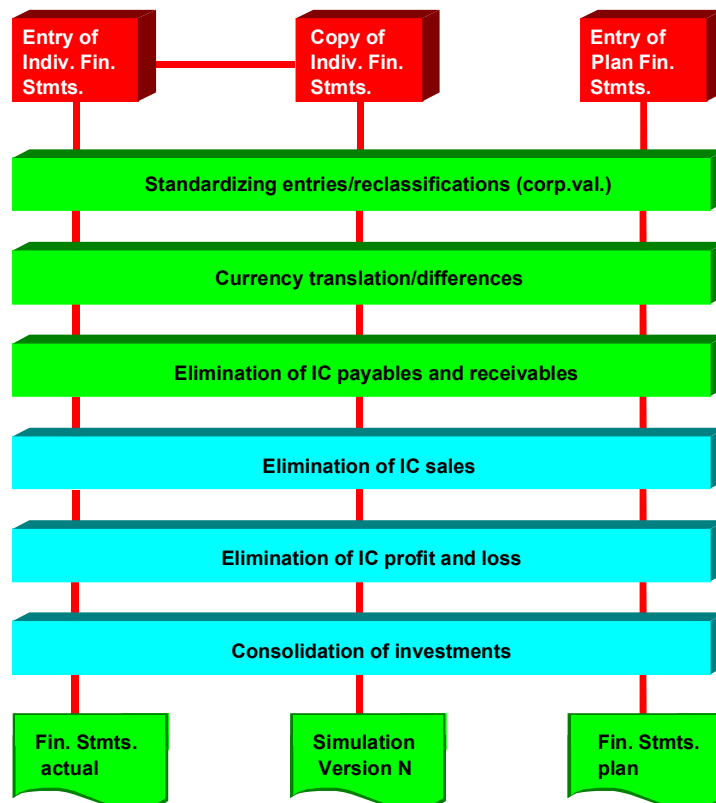 Entry of
Indiv. Fin.
Stmts.
Copy of
Indiv. Fin.
Stmts.
Entry of
Plan Fin.
Stmts.
Standardizing entries/reclassifications (corp.val.)
Currency translation/differences
Elimination of IC payables and receivables
Elimination of IC sales
Elimination of IC profit and loss
Consolidation of investments
Fin. Stmts.
actual
Simulation
Version N
Fin. Stmts.
plan